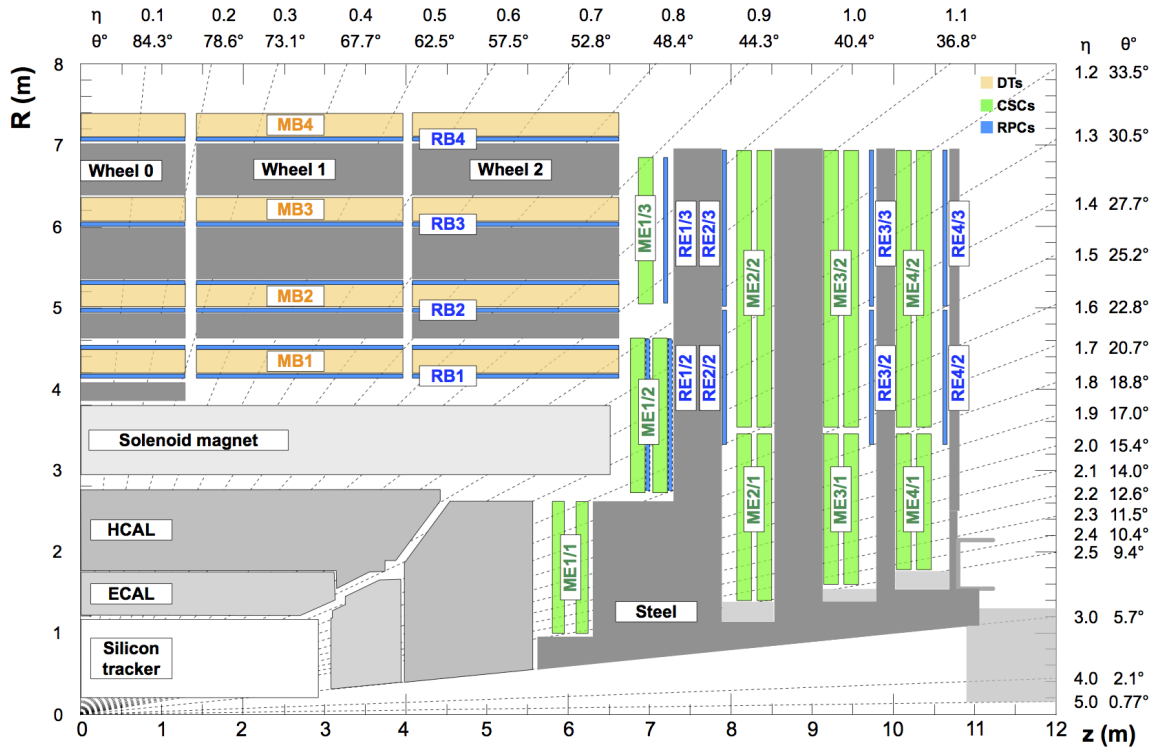 η 0.1 0.2 0.3 0.4 0.5 0.6 0.7 0.8 0.9 1.0 1.1
θ° 84.3° 78.6° 73.1° 67.7° 62.5° 57.5° 52.8° 48.4° 44.3° 40.4° 36.8° η θ°
R (m)
8
7
6
5
4
3
2
1
0
DTs
CSCs
RPCs
1.2 33.5°
1.3 30.5°
1.4 27.7°
1.5 25.2°
1.6 22.8°
1.7 20.7°
1.8 18.8°
1.9 17.0°
2.0 15.4°
2.1 14.0°
2.2 12.6°
2.3 11.5°
2.4 10.4°
2.5 9.4°
3.0 5.7°
4.0 2.1°
5.0 0.77°
MB4
RB4
Wheel 0 Wheel 1 Wheel 2
MB3
RB3
MB2
RB2
MB1
RB1
Solenoid magnet
HCAL
ECAL
Silicon
tracker
Steel
ME1/3
RE1/3
RE2/3
ME2/2
ME3/2
RE3/3
ME4/2
RE4/3
ME1/2
RE1/2
RE2/2
RE3/2
RE4/2
ME1/1
ME2/1
ME3/1
ME4/1
0 1 2 3 4 5 6 7 8 9 10 11 12
z (m)